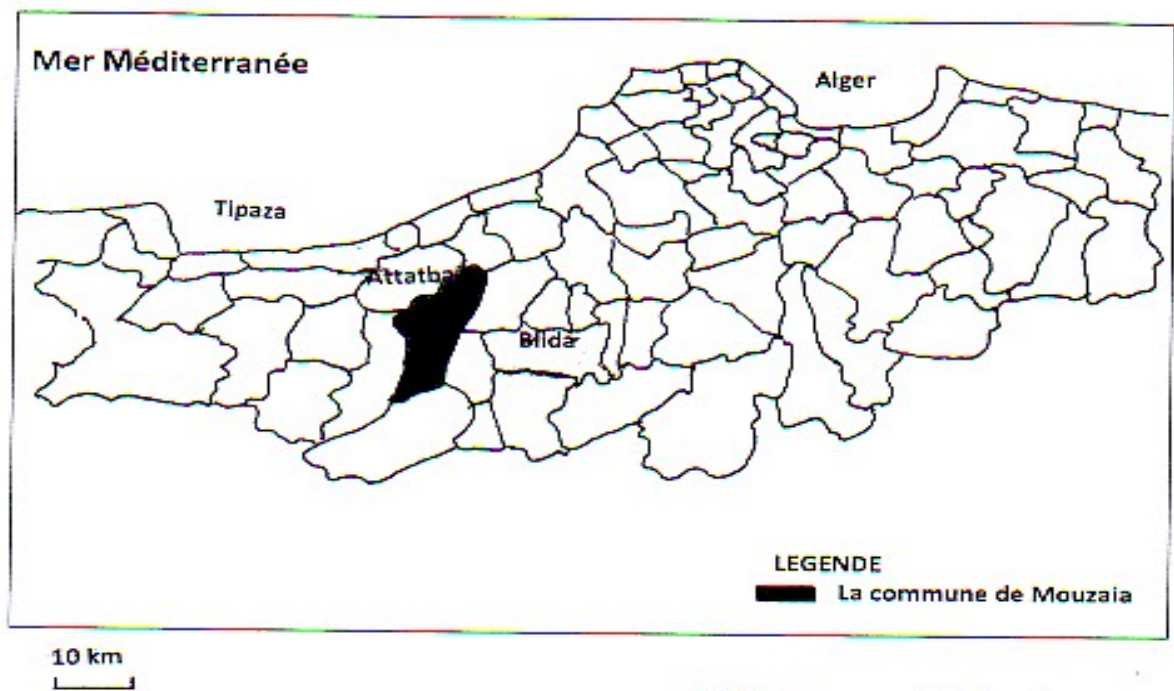 Mer Méditerranée
Alger
Tipaza
Attatba
Blida
LEGENDE
La commune de Mouzaia
10 km